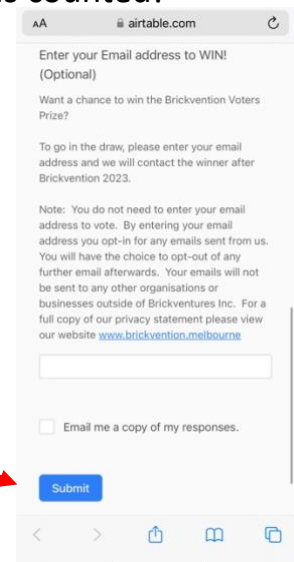 is counted.
AA airtable.com
Enter your Email address to WIN!
(Optional)
Want a chance to win the Brickvention Voters
Prize?
To go in the draw, please enter your email
address and we will contact the winner after
Brickvention 2023.
Note: You do not need to enter your email
address to vote. By entering your email
address you opt-in for any emails sent from us.
You will have the choice to opt-out of any
further email afterwards. Your emails will not
be sent to any other organisations or
businesses outside of Brickventures Inc. For a
full copy of our privacy statement please view
our website www.brickvention.melbourne
Email me a copy of my responses.
Submit